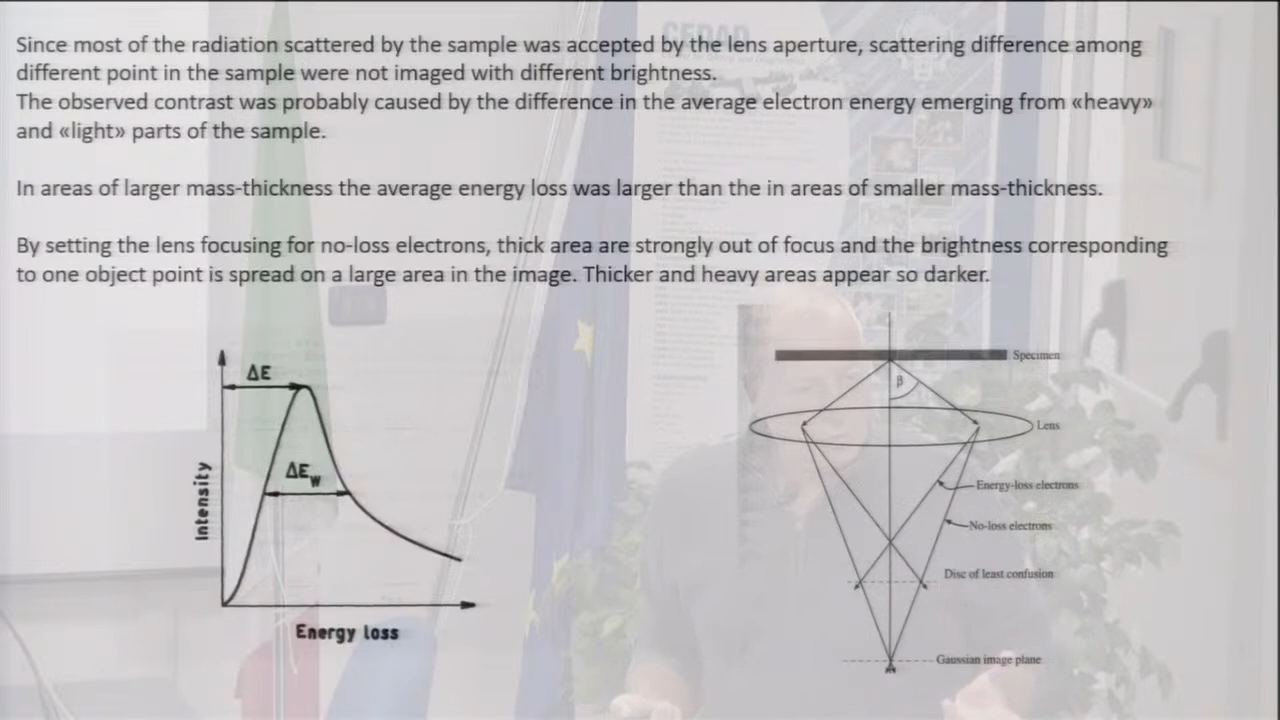 Since most of the radiation scattered by the sample was accepted by the lens aperture, scattering difference among
different point in the sample were not imaged with different brightness.
The observed contrast was probably caused by the difference in the average electron energy emerging from «heavy»
and «light» parts of the sample.
In areas of larger mass-thickness the average energy loss was larger than the in areas of smaller mass-thickness.
By setting the lens focusing for no-loss electrons, thick area are strongly out of focus and the brightness corresponding
to one object point is spread on a large area in the image. Thicker and heavy areas appear so darker.
ΔE
ΔE_W
Intensity
Energy loss
Specimen
β
Lens
Energy-loss electrons
No-loss electrons
Disc of least confusion
Gaussian image plane